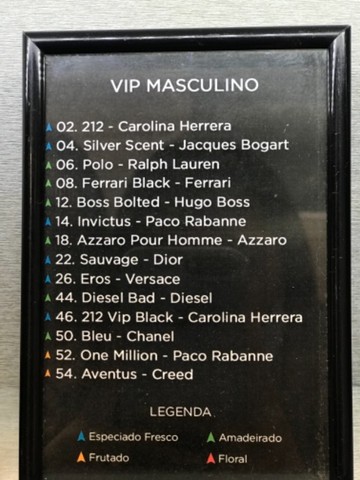 VIP MASCULINO
02. 212 - Carolina Herrera
04. Silver Scent - Jacques Bogart
06. Polo - Ralph Lauren
08. Ferrari Black - Ferrari
12. Boss Bolted - Hugo Boss
14. Invictus - Paco Rabanne
18. Azzaro Pour Homme - Azzaro
22. Sauvage - Dior
26. Eros - Versace
44. Diesel Bad - Diesel
46. 212 Vip Black - Carolina Herrera
50. Bleu - Chanel
52. One Million - Paco Rabanne
54. Aventus - Creed
LEGENDA
Especiado Fresco Amadeirado
Frutado Floral